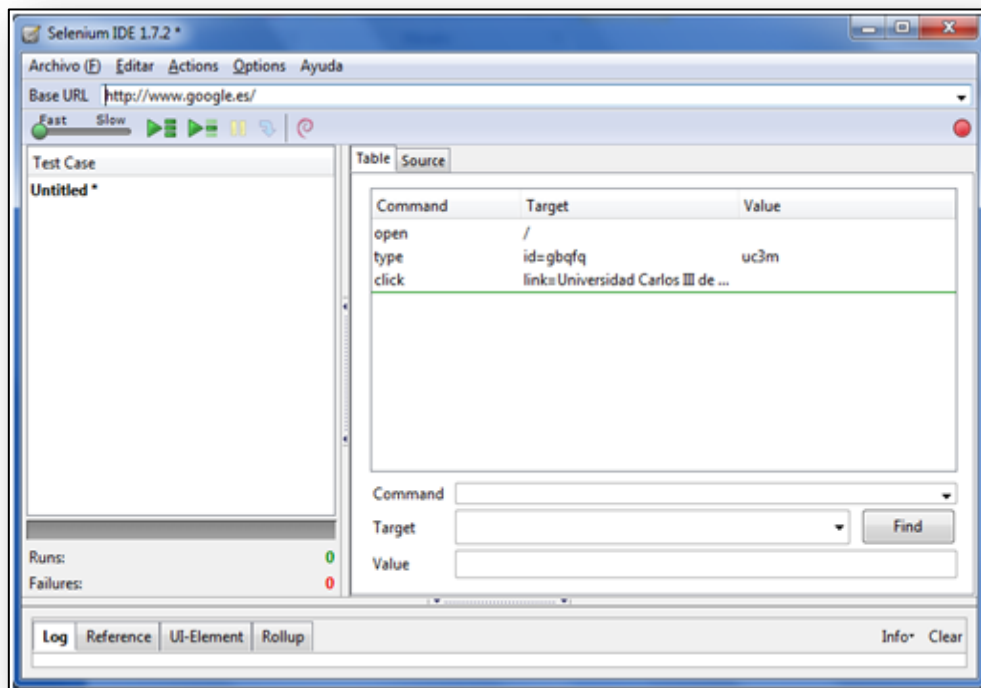 Selenium IDE 1.7.2 *
Archivo (F) Editar Actions Options Ayuda
Base URL http://www.google.es/
Fast Slow
Test Case
Untitled *
Runs: 0
Failures: 0
Table Source
Command Target Value
open /
type id=gbqfq uc3m
click link=Universidad Carlos III de ...
Command
Target Find
Value
Log Reference UI-Element Rollup Info Clear